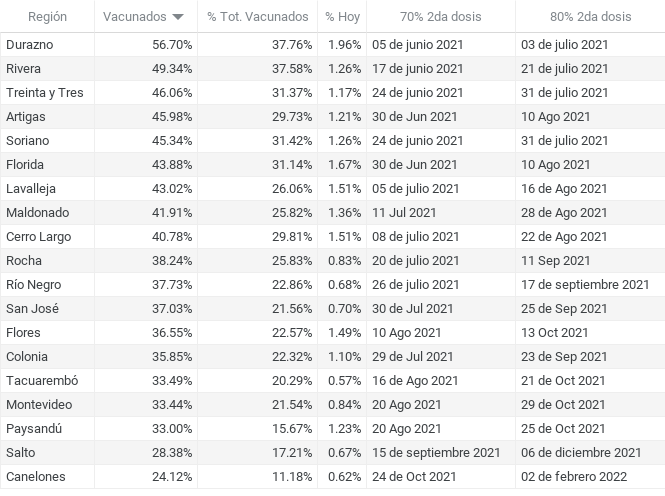 Región Vacunados % Tot. Vacunados % Hoy 70% 2da dosis 80% 2da dosis
Durazno 56.70% 37.76% 1.96% 05 de junio 2021 03 de julio 2021
Rivera 49.34% 37.58% 1.26% 17 de junio 2021 21 de julio 2021
Treinta y Tres 46.06% 31.37% 1.17% 24 de junio 2021 31 de julio 2021
Artigas 45.98% 29.73% 1.21% 30 de Jun 2021 10 Ago 2021
Soriano 45.34% 31.42% 1.26% 24 de junio 2021 31 de julio 2021
Florida 43.88% 31.14% 1.67% 30 de Jun 2021 10 Ago 2021
Lavalleja 43.02% 26.06% 1.51% 05 de julio 2021 16 de Ago 2021
Maldonado 41.91% 25.82% 1.36% 11 Jul 2021 28 de Ago 2021
Cerro Largo 40.78% 29.81% 1.51% 08 de julio 2021 22 de Ago 2021
Rocha 38.24% 25.83% 0.83% 20 de julio 2021 11 Sep 2021
Río Negro 37.73% 22.86% 0.68% 26 de julio 2021 17 de septiembre 2021
San José 37.03% 21.56% 0.70% 30 de Jul 2021 25 de Sep 2021
Flores 36.55% 22.57% 1.49% 10 Ago 2021 13 Oct 2021
Colonia 35.85% 22.32% 1.10% 29 de Jul 2021 23 de Sep 2021
Tacuarembó 33.49% 20.29% 0.57% 16 de Ago 2021 21 de Oct 2021
Montevideo 33.44% 21.54% 0.84% 20 Ago 2021 29 de Oct 2021
Paysandú 33.00% 15.67% 1.23% 20 Ago 2021 25 de Oct 2021
Salto 28.38% 17.21% 0.67% 15 de septiembre 2021 06 de diciembre 2021
Canelones 24.12% 11.18% 0.62% 24 de Oct 2021 02 de febrero 2022